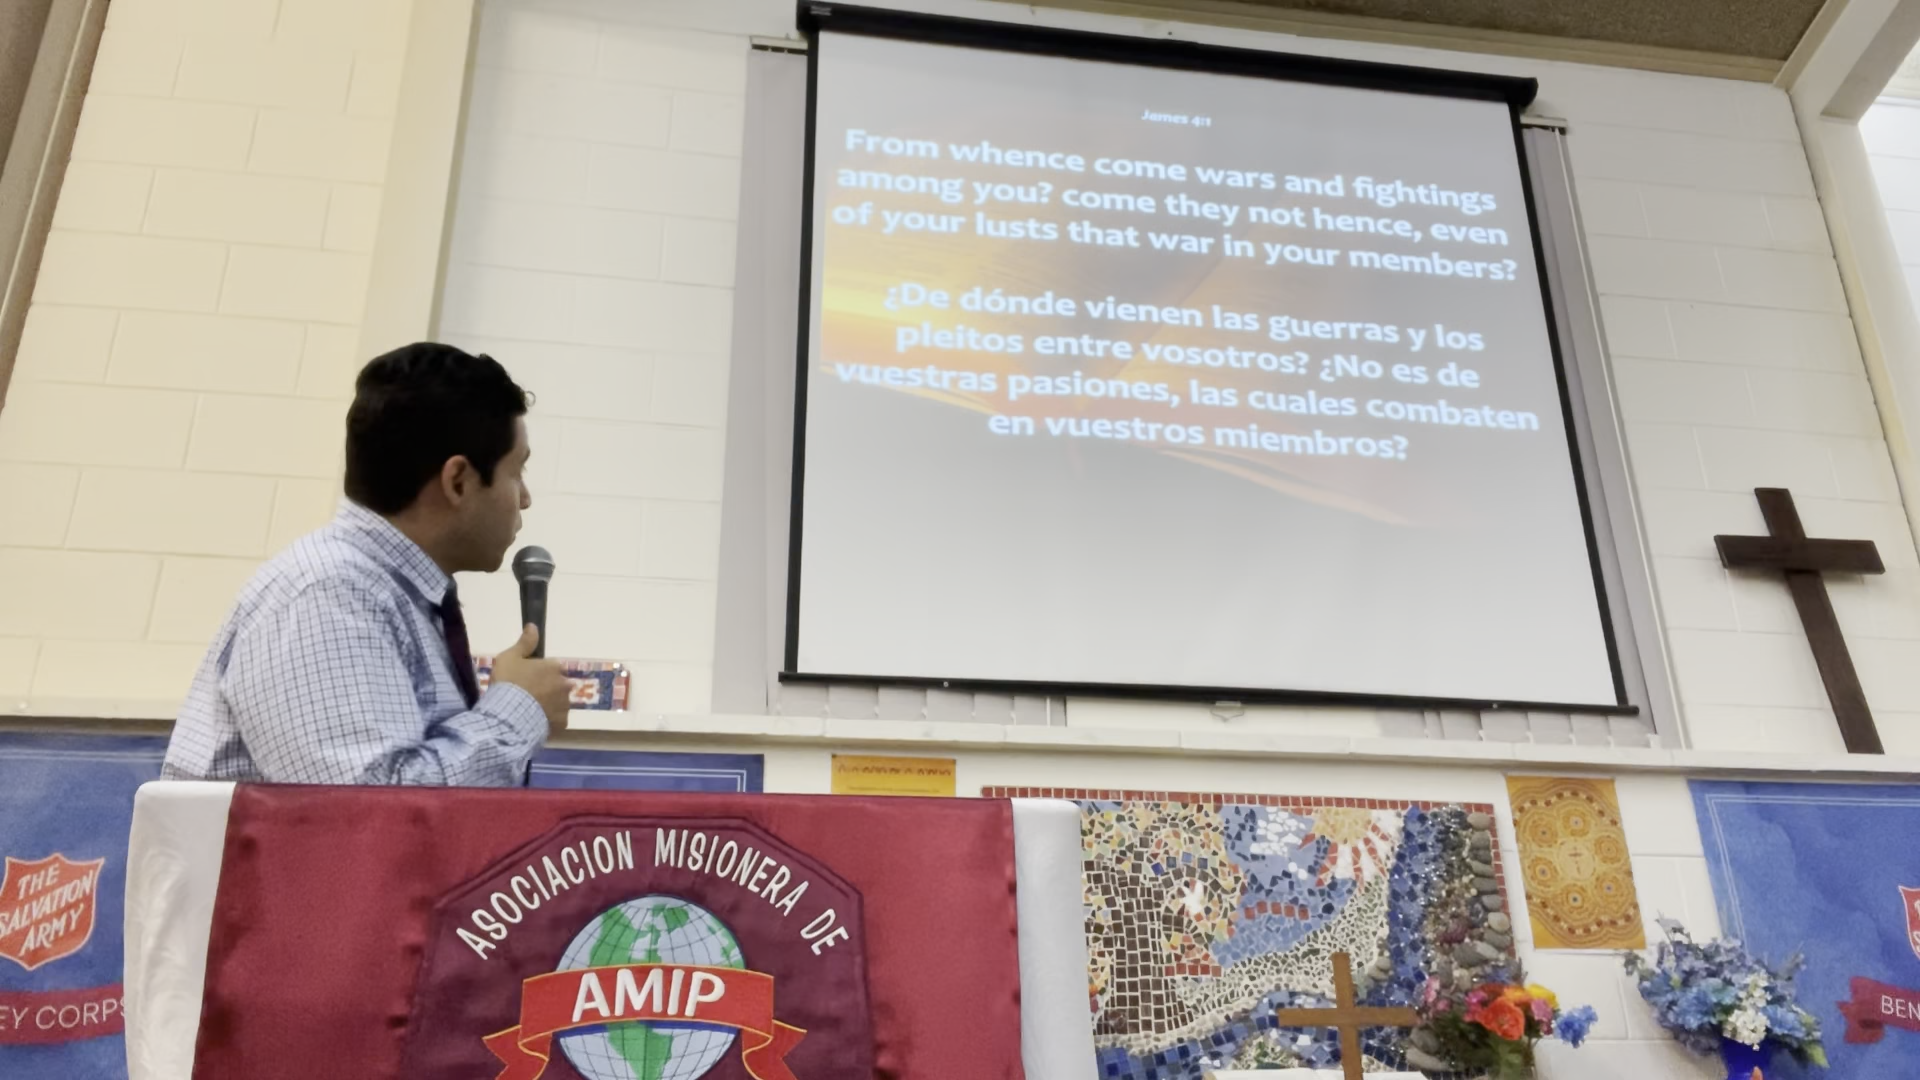 James 4:1
From whence come wars and fightings
among you? come they not hence, even
of your lusts that war in your members?
¿De dónde vienen las guerras y los
pleitos entre vosotros? ¿No es de
vuestras pasiones, las cuales combaten
en vuestros miembros?
THE
SALVATION
ARMY
EY CORPS
ASOCIACION MISIONERA DE
AMIP
BEN